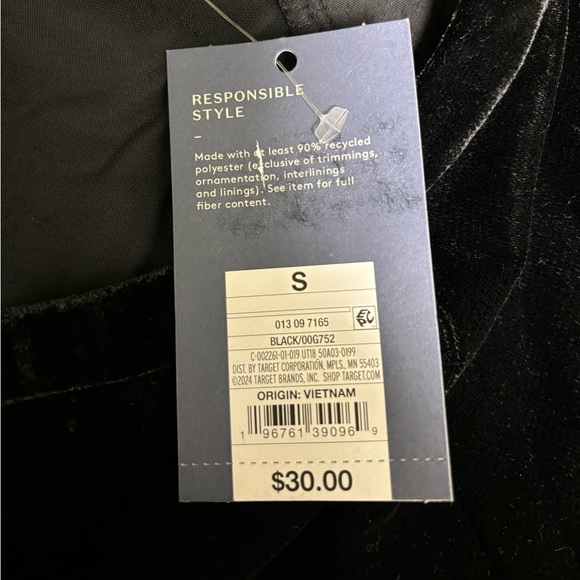 RESPONSIBLE
STYLE
–
Made with at least 90% recycled
polyester (exclusive of trimmings,
ornamentation, interlinings
and linings). See item for full
fiber content.
S
013 09 7165
EPC
BLACK/00G752
C-002261-01-019 UT18_50A03-0199
DIST. BY TARGET CORPORATION, MPLS., MN 55403
©2024 TARGET BRANDS, INC. SHOP TARGET.COM
ORIGIN: VIETNAM
1 96761 39096 9
$30.00